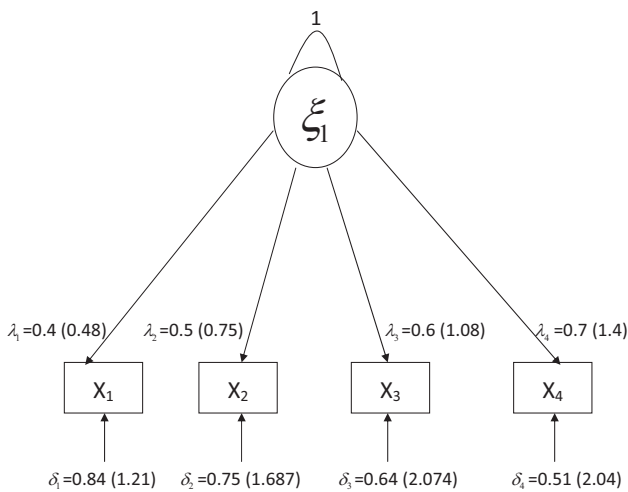 1
ξ₁
λ₁=0.4 (0.48) λ₂=0.5 (0.75) λ₃=0.6 (1.08) λ₄=0.7 (1.4)
X₁ X₂ X₃ X₄
δ₁=0.84 (1.21) δ₂=0.75 (1.687) δ₃=0.64 (2.074) δ₄=0.51 (2.04)